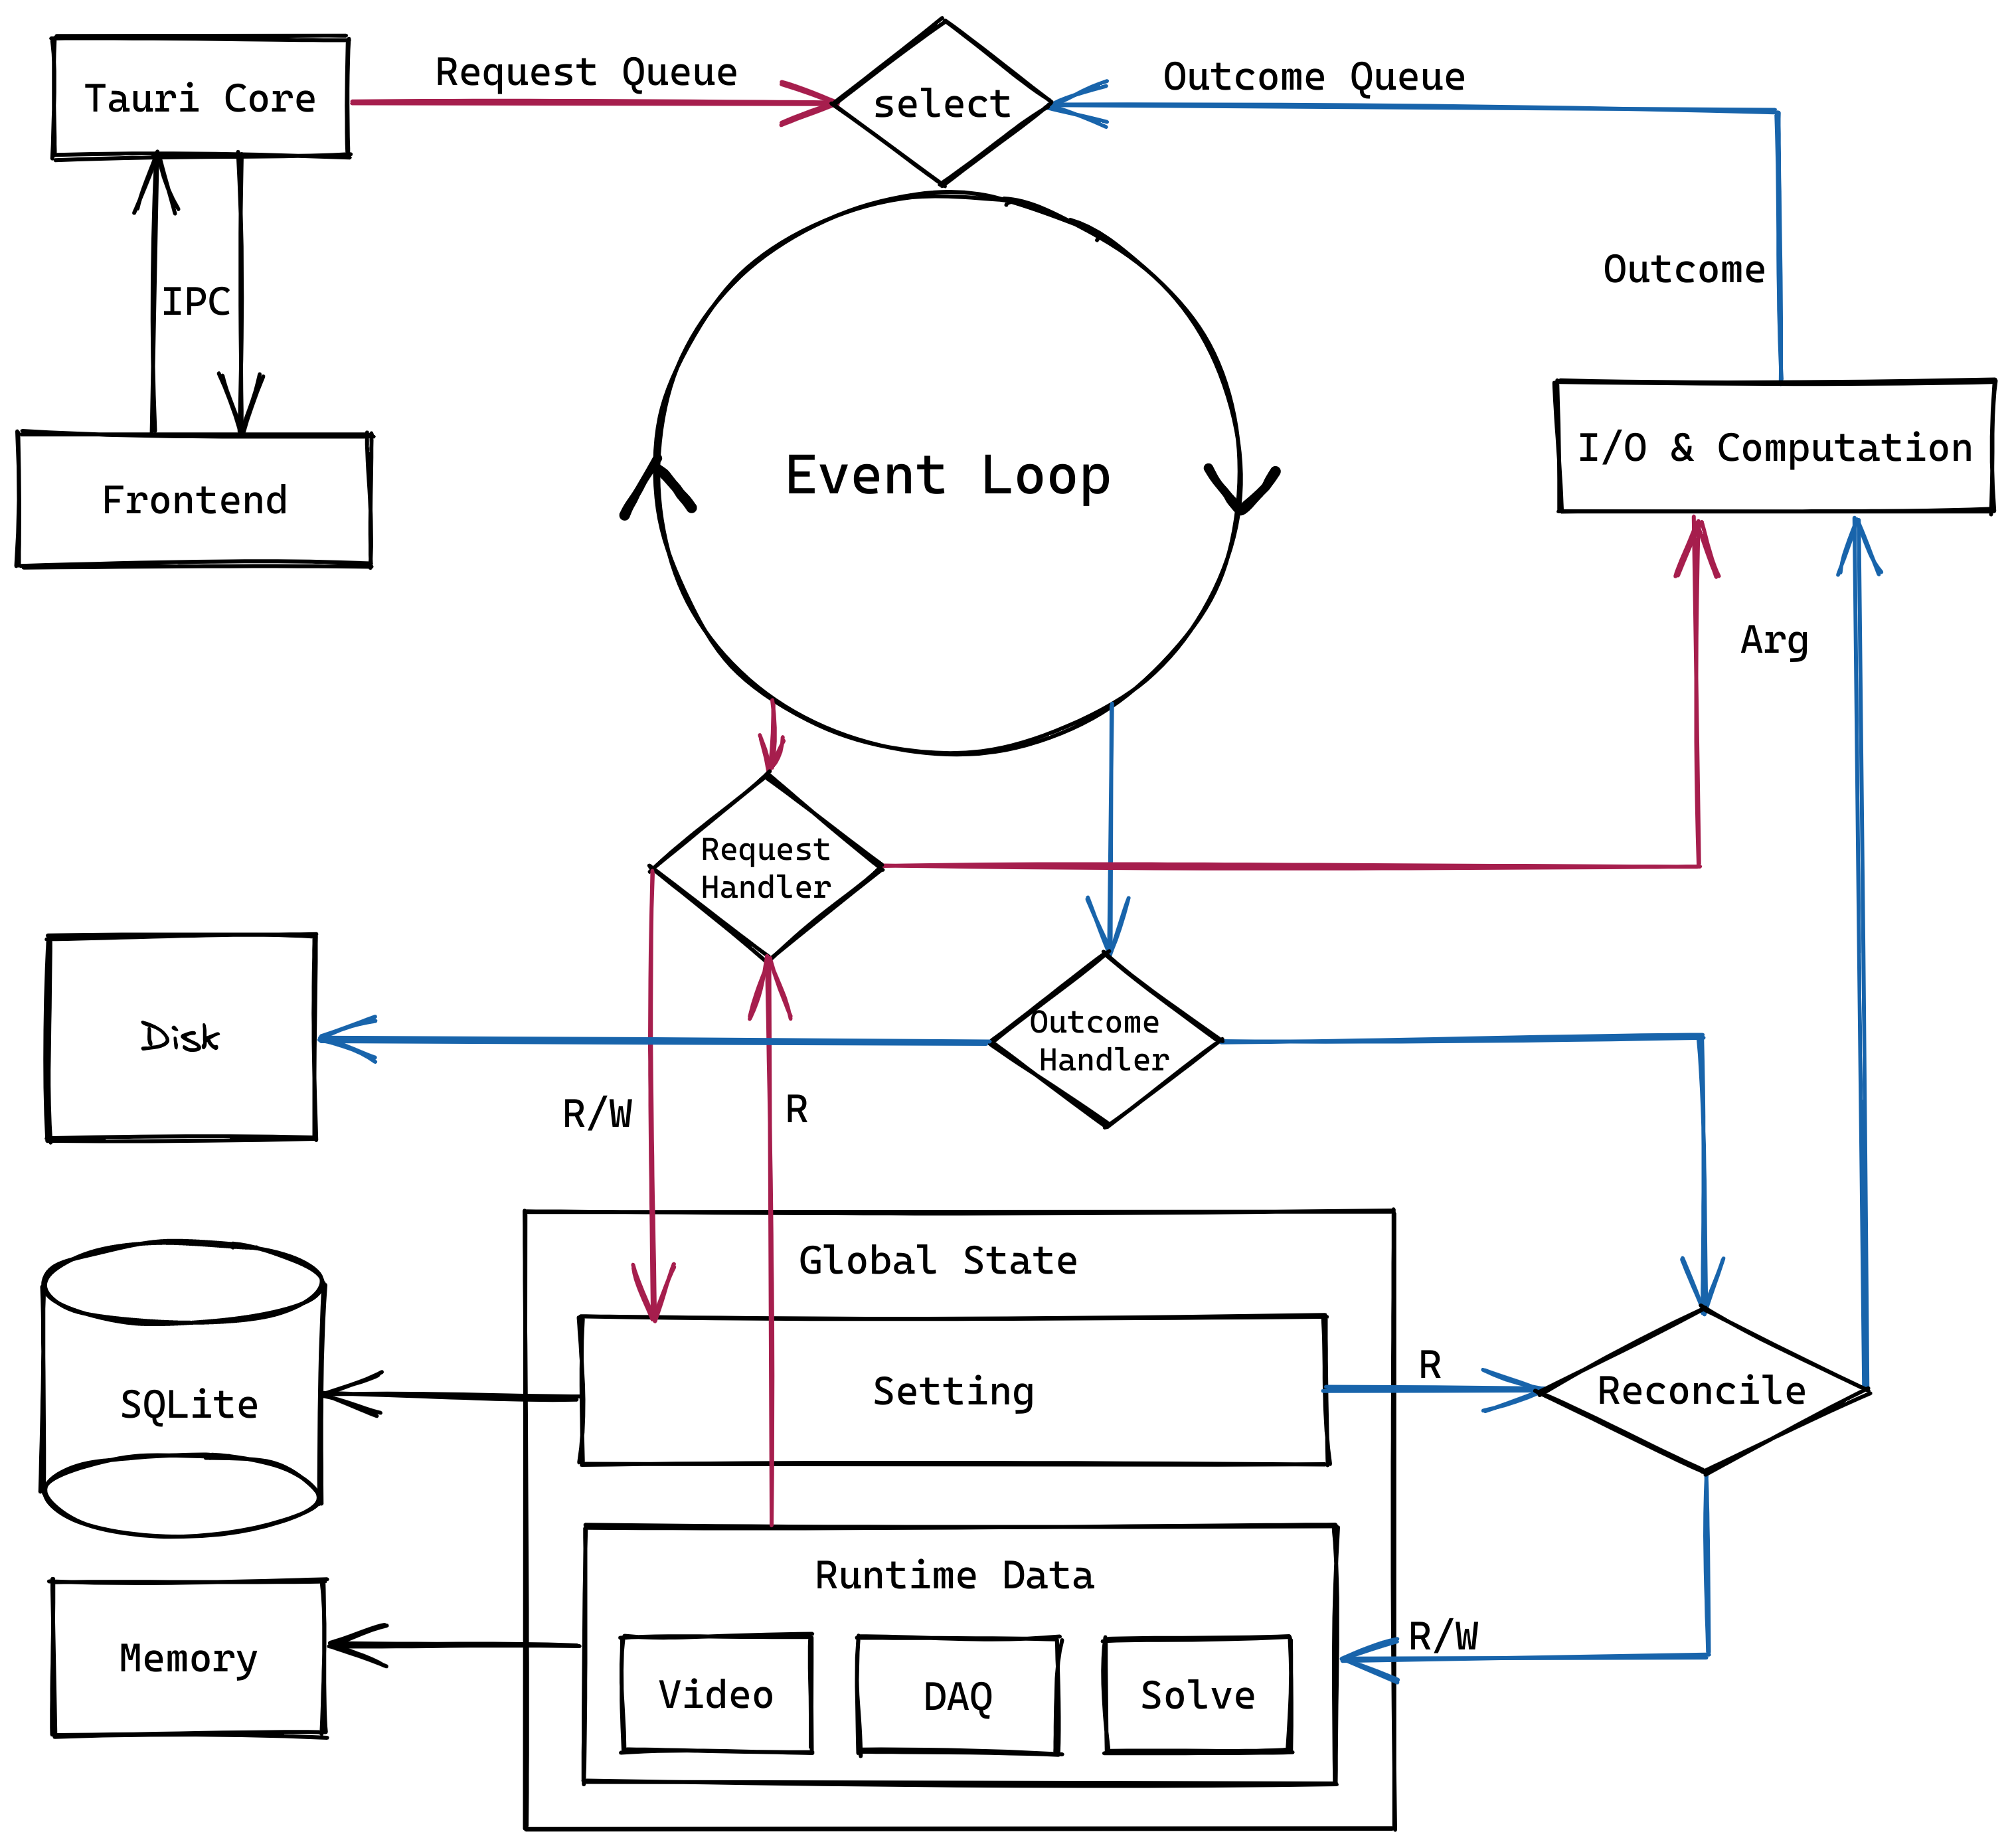 Tauri Core
Request Queue
select
Outcome Queue
IPC
Outcome
Frontend
Event Loop
I/O & Computation
Arg
Request
Handler
Disk
Outcome
Handler
R/W
R
Global State
SQLite
Setting
R
Reconcile
Runtime Data
Memory
Video
DAQ
Solve
R/W